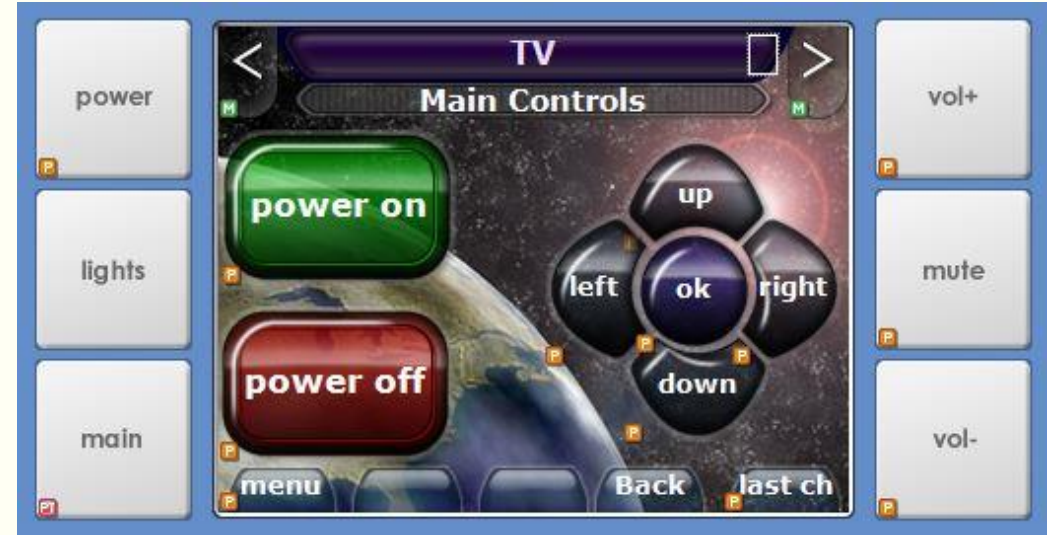 power
P
lights
main
PT
<
TV
>
M
Main Controls
M
power on
P
power off
P
up
left
ok
right
P
P
P
down
P
menu
P
Back
last ch
P
vol+
P
mute
P
vol-
P